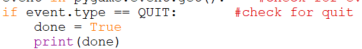 if event.type == QUIT:        #check for quit
    done = True
    print(done)